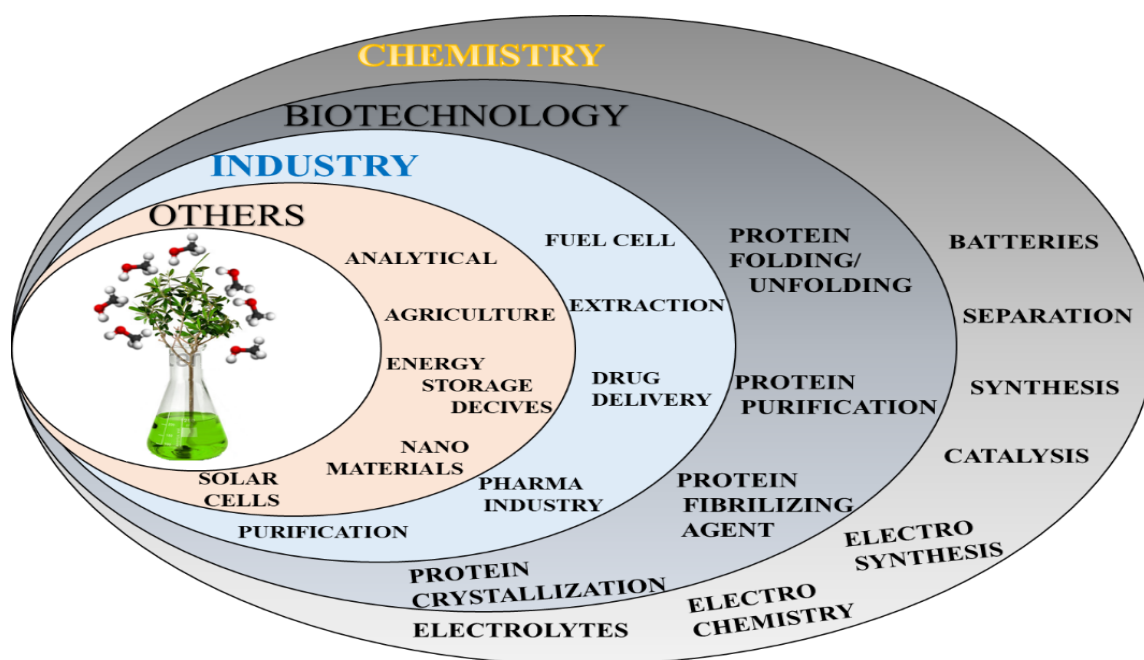 CHEMISTRY
BIOTECHNOLOGY
INDUSTRY
OTHERS
ANALYTICAL
AGRICULTURE
ENERGY
STORAGE
DECIVES
NANO
MATERIALS
SOLAR
CELLS
FUEL CELL
EXTRACTION
DRUG
DELIVERY
PHARMA
INDUSTRY
PURIFICATION
PROTEIN
FOLDING/
UNFOLDING
PROTEIN
PURIFICATION
PROTEIN
FIBRILIZING
AGENT
PROTEIN
CRYSTALLIZATION
BATTERIES
SEPARATION
SYNTHESIS
CATALYSIS
ELECTRO
SYNTHESIS
ELECTRO
CHEMISTRY
ELECTROLYTES